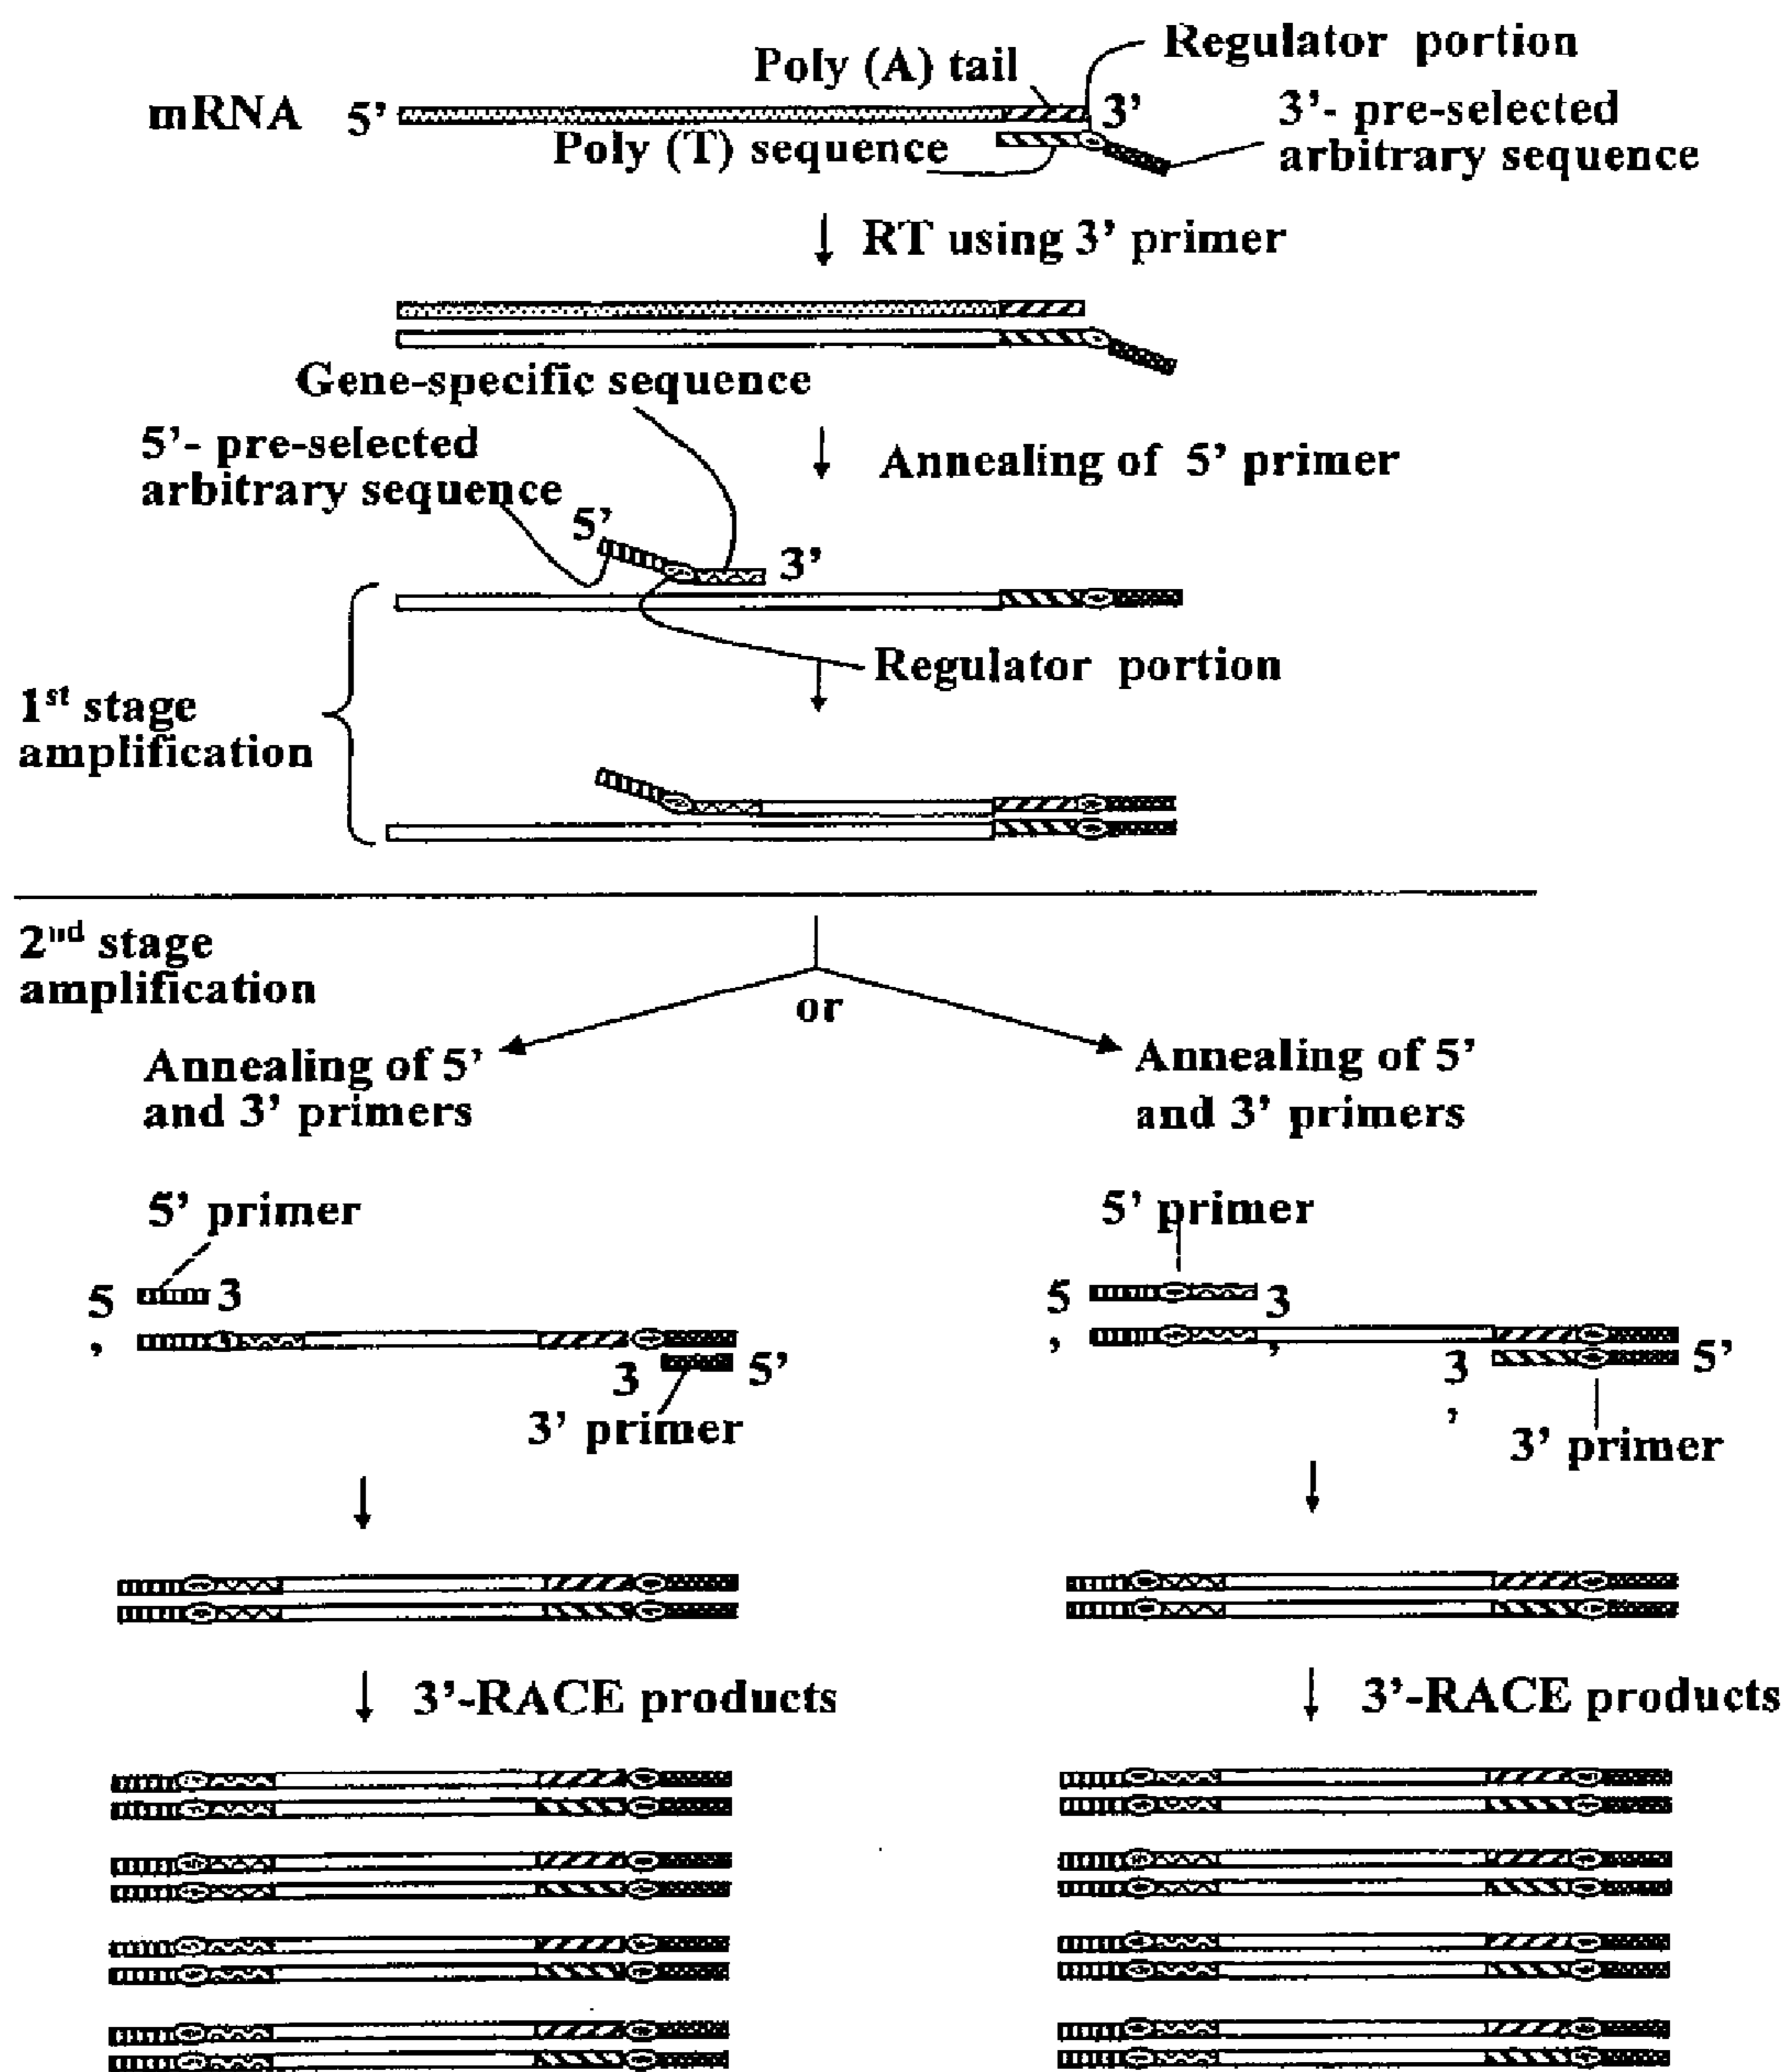 Regulator portion
Poly (A) tail
mRNA 5’ 3’
3’- pre-selected
arbitrary sequence
Poly (T) sequence
RT using 3’ primer
Gene-specific sequence
5’- pre-selected
arbitrary sequence
Annealing of 5’ primer
5’
3’
Regulator portion
1st stage
amplification
2nd stage
amplification
or
Annealing of 5’
and 3’ primers
Annealing of 5’
and 3’ primers
5’ primer
5’ primer
5 3
’
5 3
’ ’
3 5’
3 5’
’
3’ primer
3’ primer
3’-RACE products
3’-RACE products